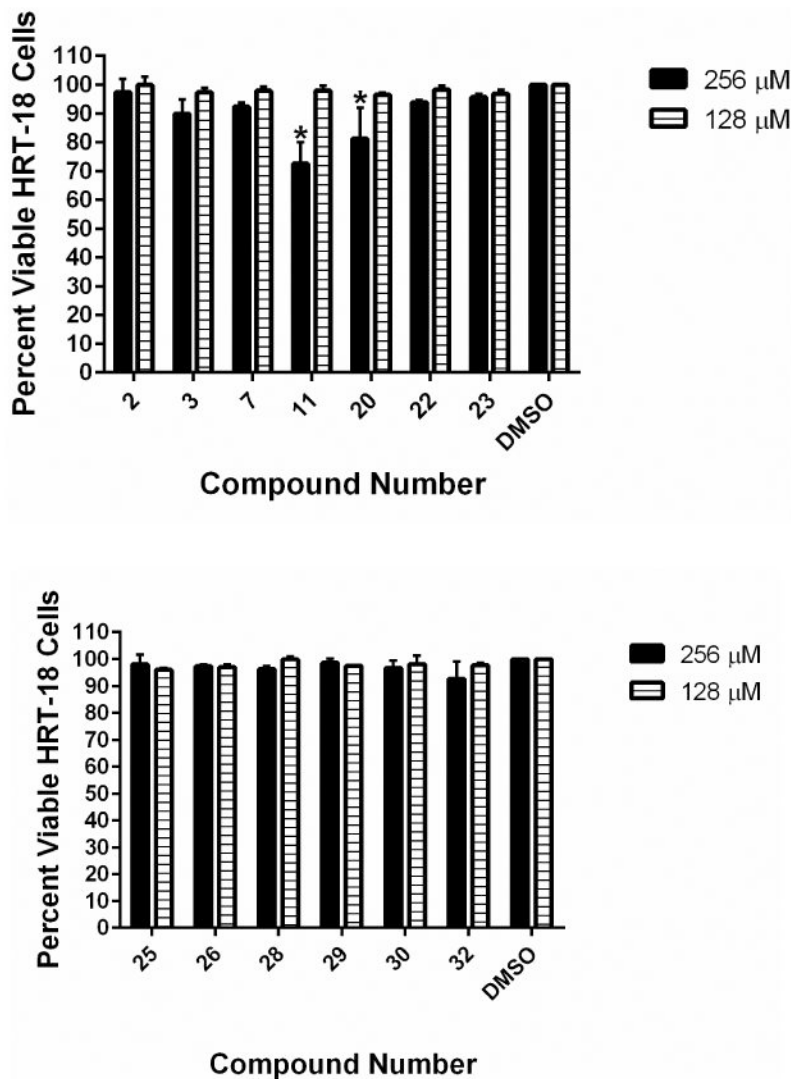 110
100
90
80
70
60
50
40
30
20
10
0
Percent Viable HRT-18 Cells
*
*
256 μM
128 μM
2 3 7 11 20 22 23 DMSO
Compound Number
110
100
90
80
70
60
50
40
30
20
10
0
Percent Viable HRT-18 Cells
256 μM
128 μM
25 26 28 29 30 32 DMSO
Compound Number